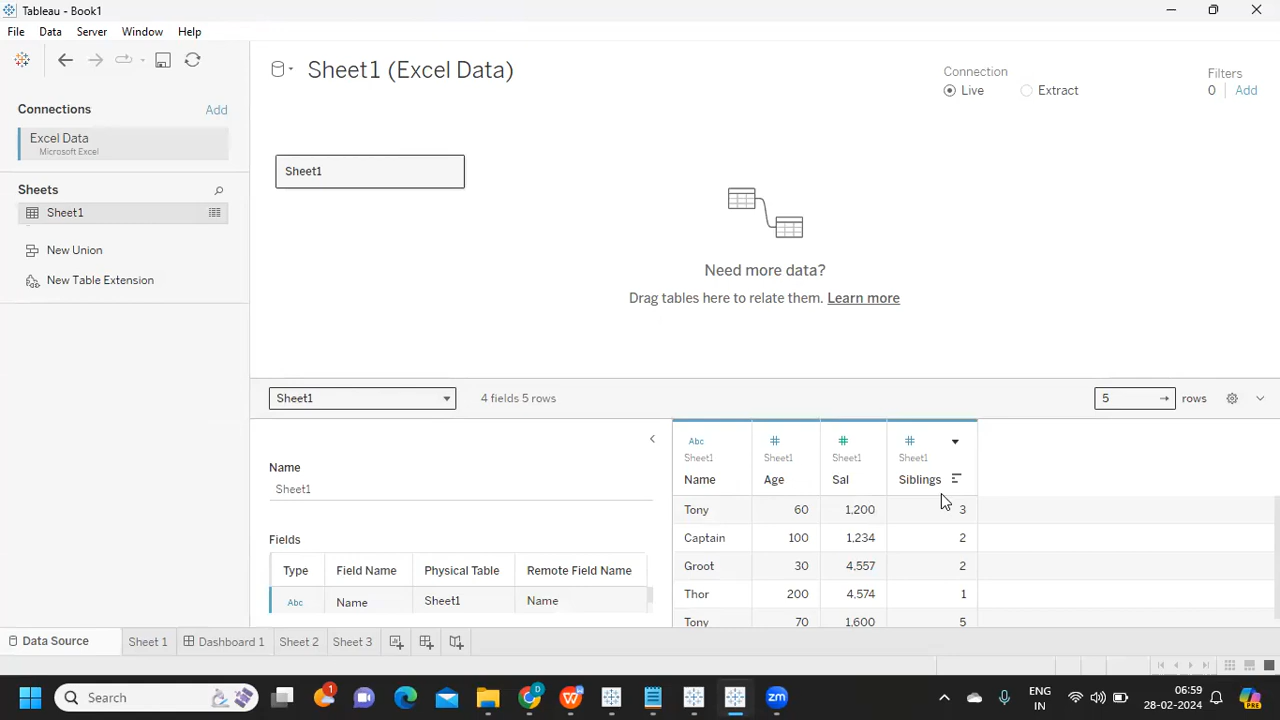 Tableau - Book1
File Data Server Window Help
Sheet1 (Excel Data)
Connection
Live Extract
Filters
0 Add
Connections Add
Excel Data
Microsoft Excel
Sheets
Sheet1
New Union
New Table Extension
Sheet1
Need more data?
Drag tables here to relate them. Learn more
Sheet1 4 fields 5 rows 5 rows
Name
Sheet1
Fields
Type Field Name Physical Table Remote Field Name
Abc Name Sheet1 Name
Abc
Sheet1 Sheet1 Sheet1 Sheet1
Name Age Sal Siblings
Tony 60 1,200 3
Captain 100 1,234 2
Groot 30 4,557 2
Thor 200 4,574 1
Tony 70 1,600 5
Data Source Sheet 1 Dashboard 1 Sheet 2 Sheet 3
Search
1
D
ENG
IN
06:59
28-02-2024
PRE
zm